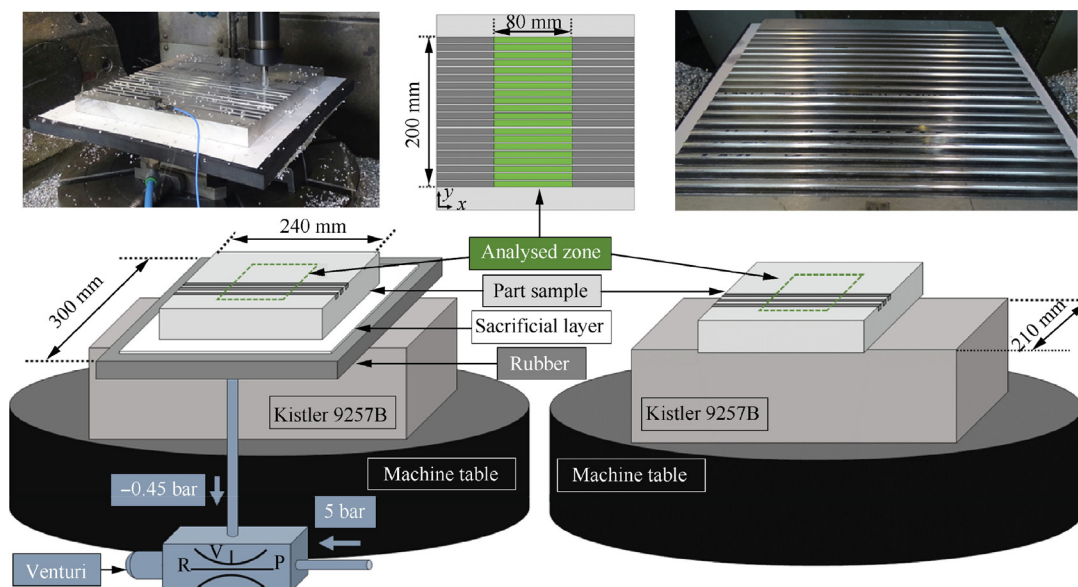 80 mm
200 mm
y
x
240 mm
300 mm
Analysed zone
Part sample
Sacrificial layer
Rubber
210 mm
Kistler 9257B
Kistler 9257B
Machine table
Machine table
−0.45 bar
5 bar
V
R
P
Venturi